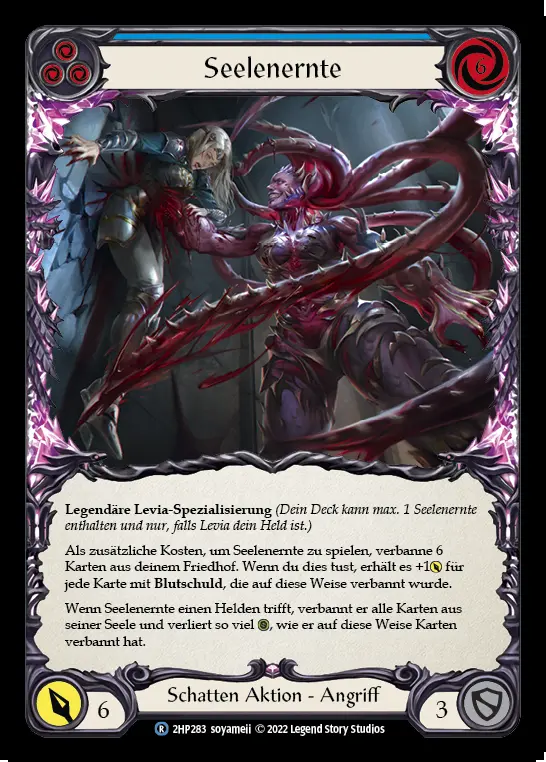 Seelenernte
6
Legendäre Levia-Spezialisierung (Dein Deck kann max. 1 Seelenernte
enthalten und nur, falls Levia dein Held ist.)
Als zusätzliche Kosten, um Seelenernte zu spielen, verbanne 6
Karten aus deinem Friedhof. Wenn du dies tust, erhält es +1 für
jede Karte mit Blutschuld, die auf diese Weise verbannt wurde.
Wenn Seelenernte einen Helden trifft, verbannt er alle Karten aus
seiner Seele und verliert so viel , wie er auf diese Weise Karten
verbannt hat.
6 Schatten Aktion - Angriff 3
R 2HP283 soyameii © 2022 Legend Story Studios